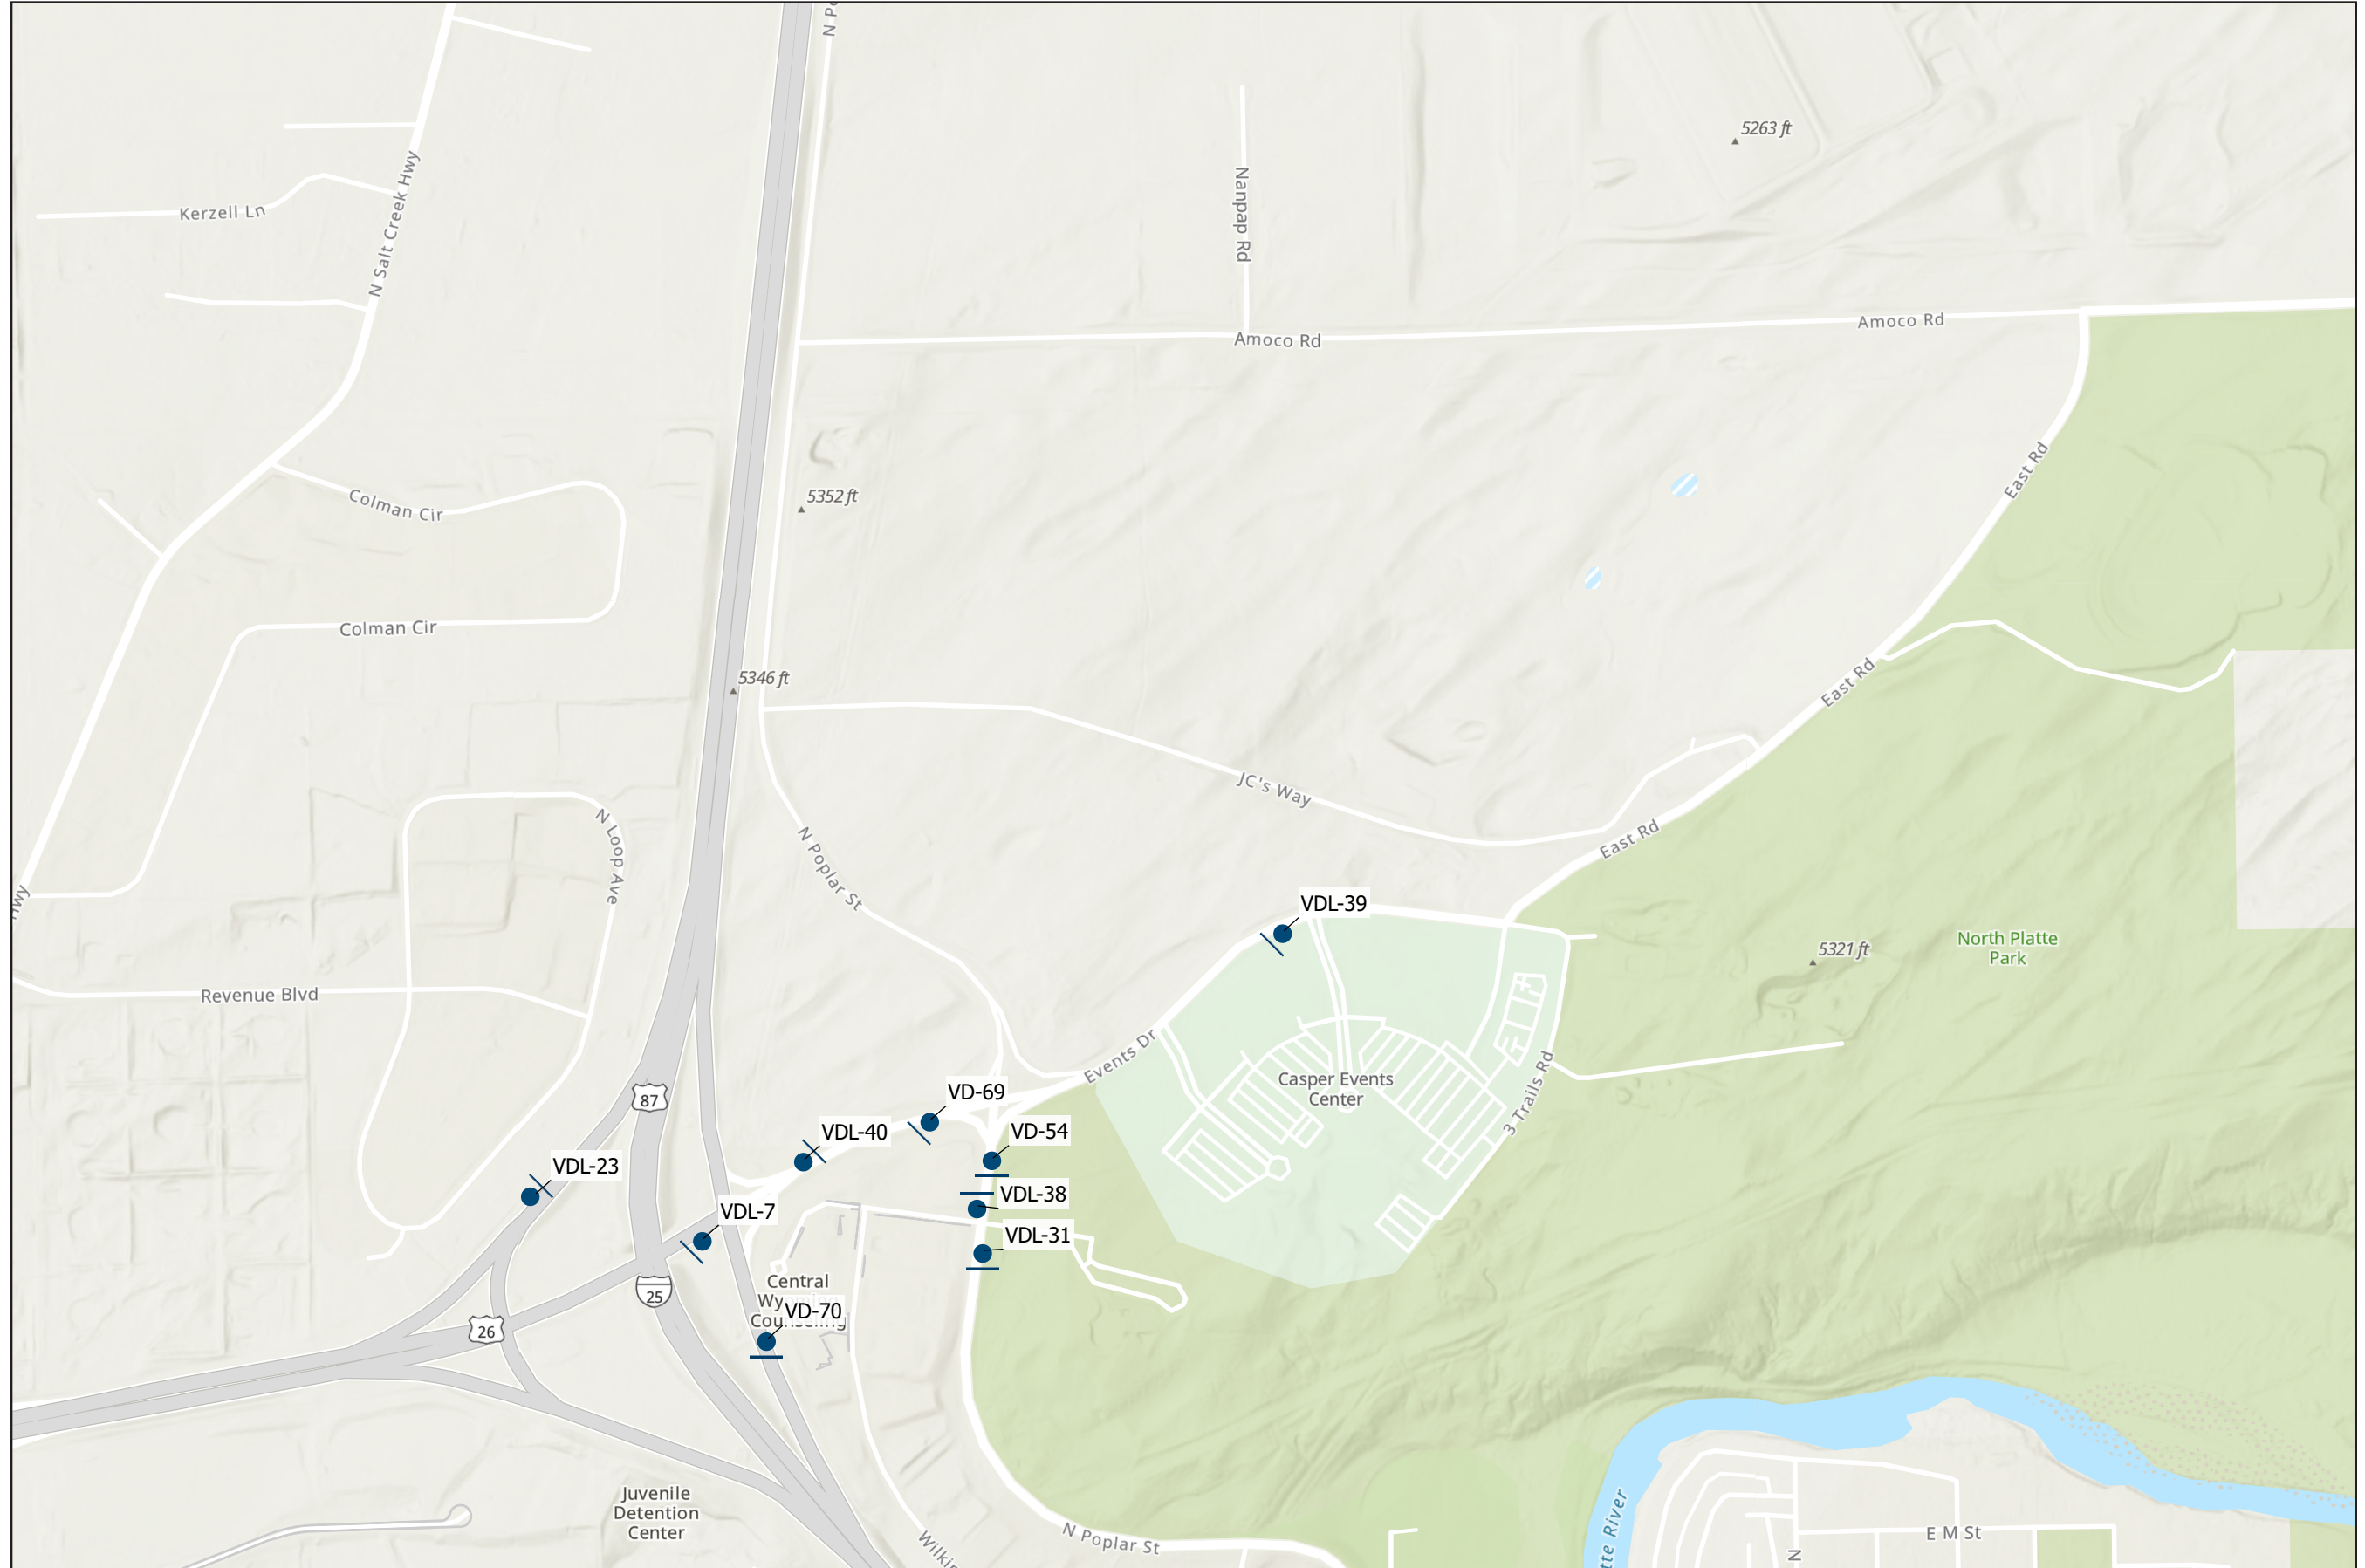 N Po
5263 ft
Kerzell Ln
N Salt Creek Hwy
Nanpap Rd
Amoco Rd
Amoco Rd
East Rd
Colman Cir
5352 ft
Colman Cir
5346 ft
East Rd
JC's Way
N Loop Ave
N Poplar St
East Rd
Hwy
VDL-39
North Platte
Park
5321 ft
Revenue Blvd
Events Dr
Casper Events
Center
3 Trails Rd
87
VD-69
VDL-40
VD-54
VDL-23
VDL-38
VDL-7
VDL-31
Central
Wyoming
Counseling
VD-70
25
26
Juvenile
Detention
Center
N Poplar St
E M St
N